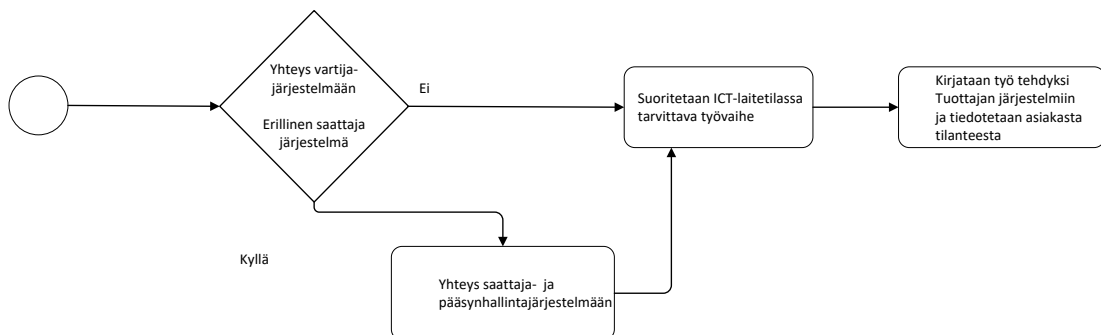 Yhteys vartija-
järjestelmään
Erillinen saattaja
järjestelmä
Ei
Suoritetaan ICT-laitetilassa
tarvittava työvaihe
Kirjataan työ tehdyksi
Tuottajan järjestelmiin
ja tiedotetaan asiakasta
tilanteesta
Kyllä
Yhteys saattaja- ja
pääsynhallintajärjestelmään